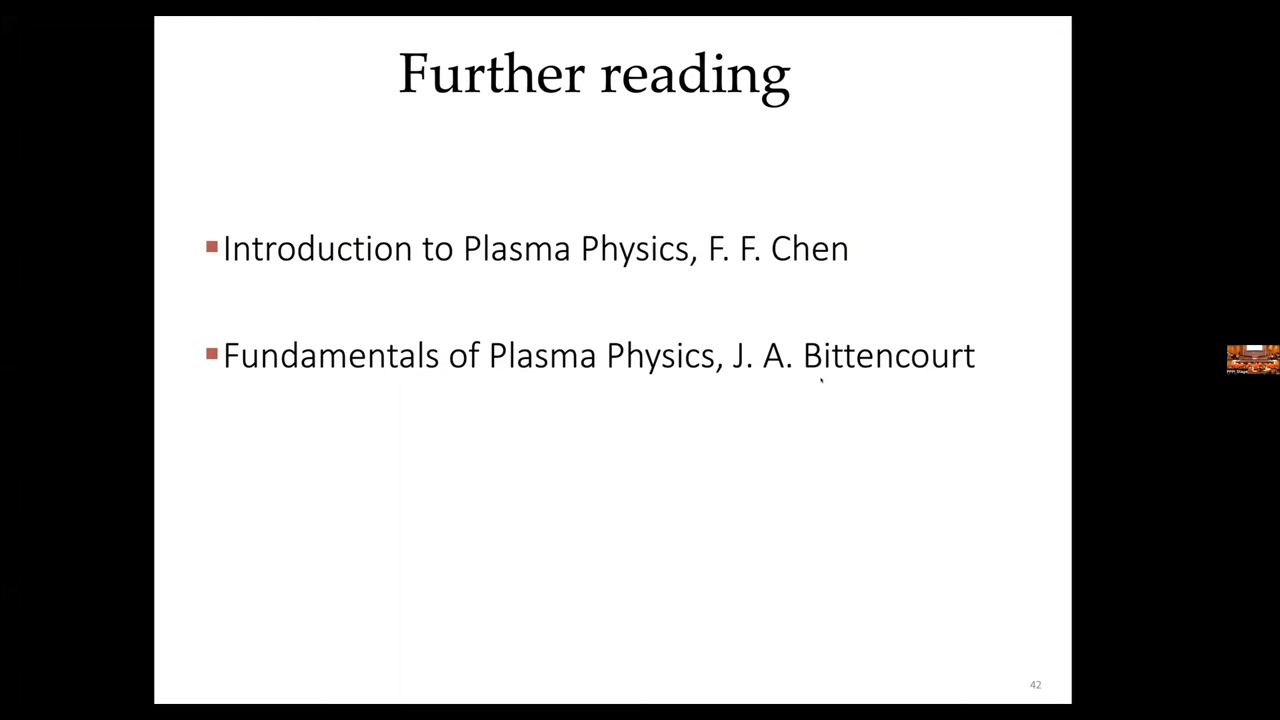 Further reading
Introduction to Plasma Physics, F. F. Chen
Fundamentals of Plasma Physics, J. A. Bittencourt
42